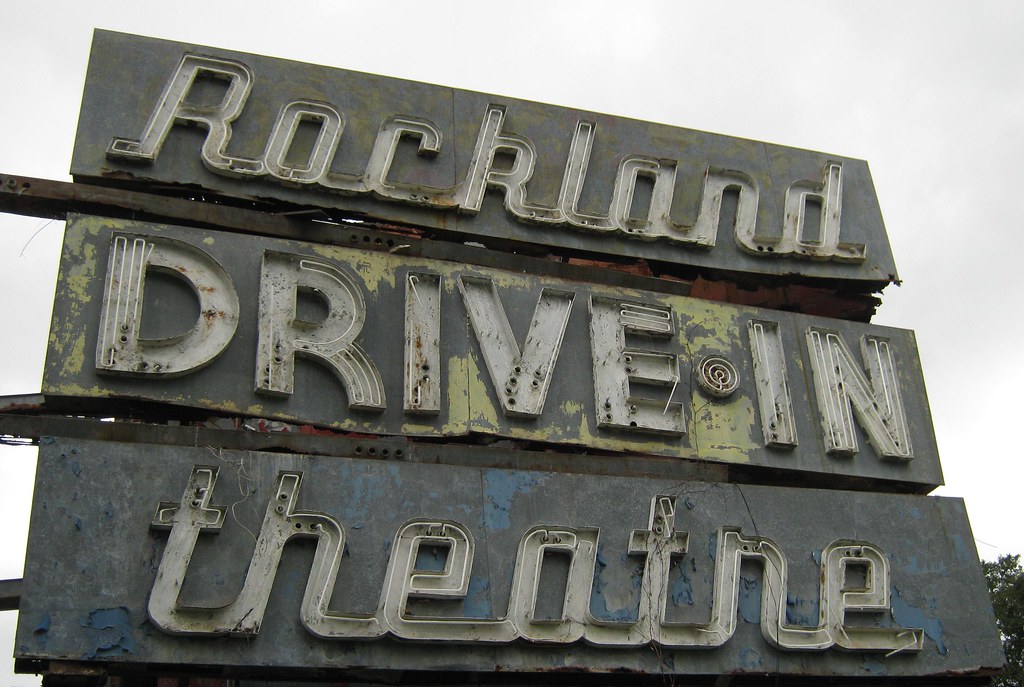 Rockland
DRIVE•IN
theatre